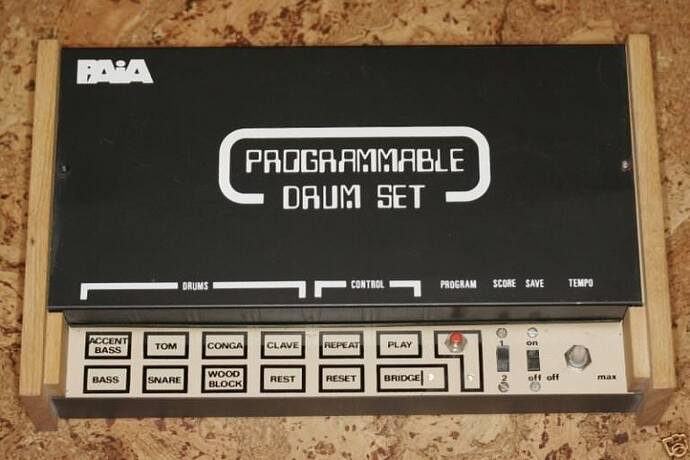 PAiA
PROGRAMMABLE
DRUM SET
DRUMS CONTROL PROGRAM SCORE SAVE TEMPO
ACCENT BASS TOM CONGA CLAVE REPEAT PLAY 1 on
BASS SNARE WOOD BLOCK REST RESET BRIDGE 2 off off max